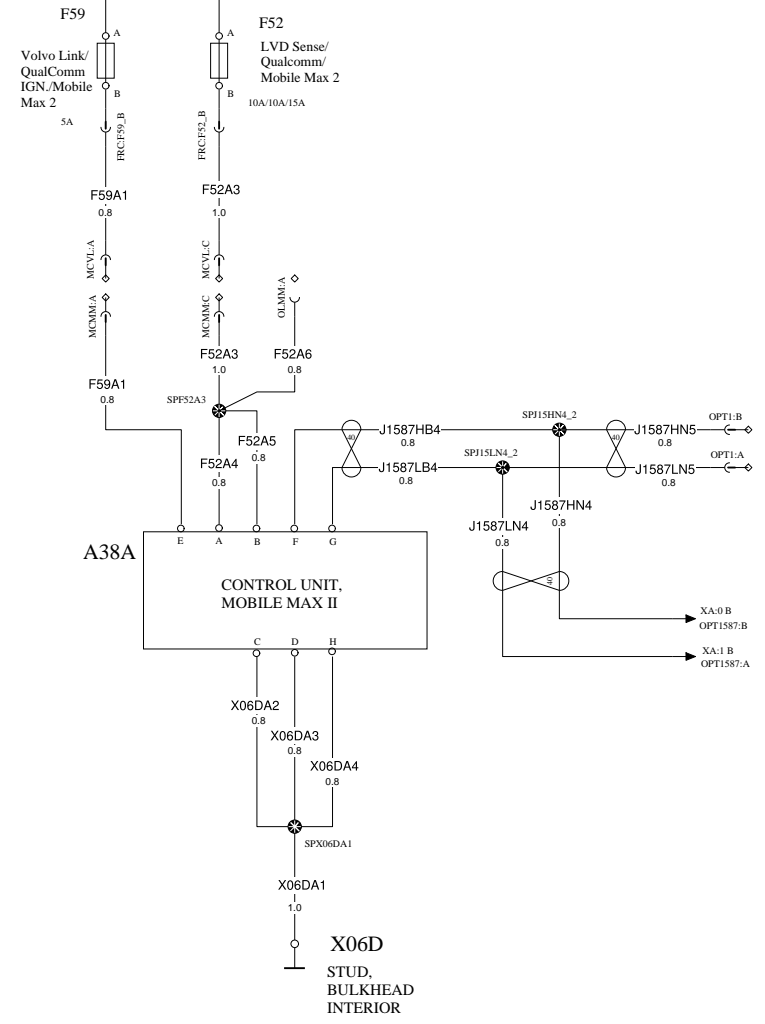 F59
F52
A
A
Volvo Link/
QualComm
IGN./Mobile
Max 2
LVD Sense/
Qualcomm/
Mobile Max 2
B
B
10A/10A/15A
5A
FRC:F59_B
FRC:F52_B
F59A1
0.8
F52A3
1.0
MCVL:A
MCVL:C
OLMM:A
MCMM:A
MCMM:C
F52A3
1.0
F52A6
0.8
F59A1
0.8
SPF52A3
F52A5
0.8
F52A4
0.8
40
J1587HB4
0.8
SPJ15HN4_2
40
J1587HN5
0.8
OPT1:B
J1587LB4
0.8
SPJ15LN4_2
J1587LN5
0.8
OPT1:A
J1587HN4
0.8
J1587LN4
0.8
40
E
A
B
F
G
A38A
CONTROL UNIT,
MOBILE MAX II
C
D
H
XA:0 B
OPT1587:B
XA:1 B
OPT1587:A
X06DA2
0.8
X06DA3
0.8
X06DA4
0.8
SPX06DA1
X06DA1
1.0
X06D
STUD,
BULKHEAD
INTERIOR